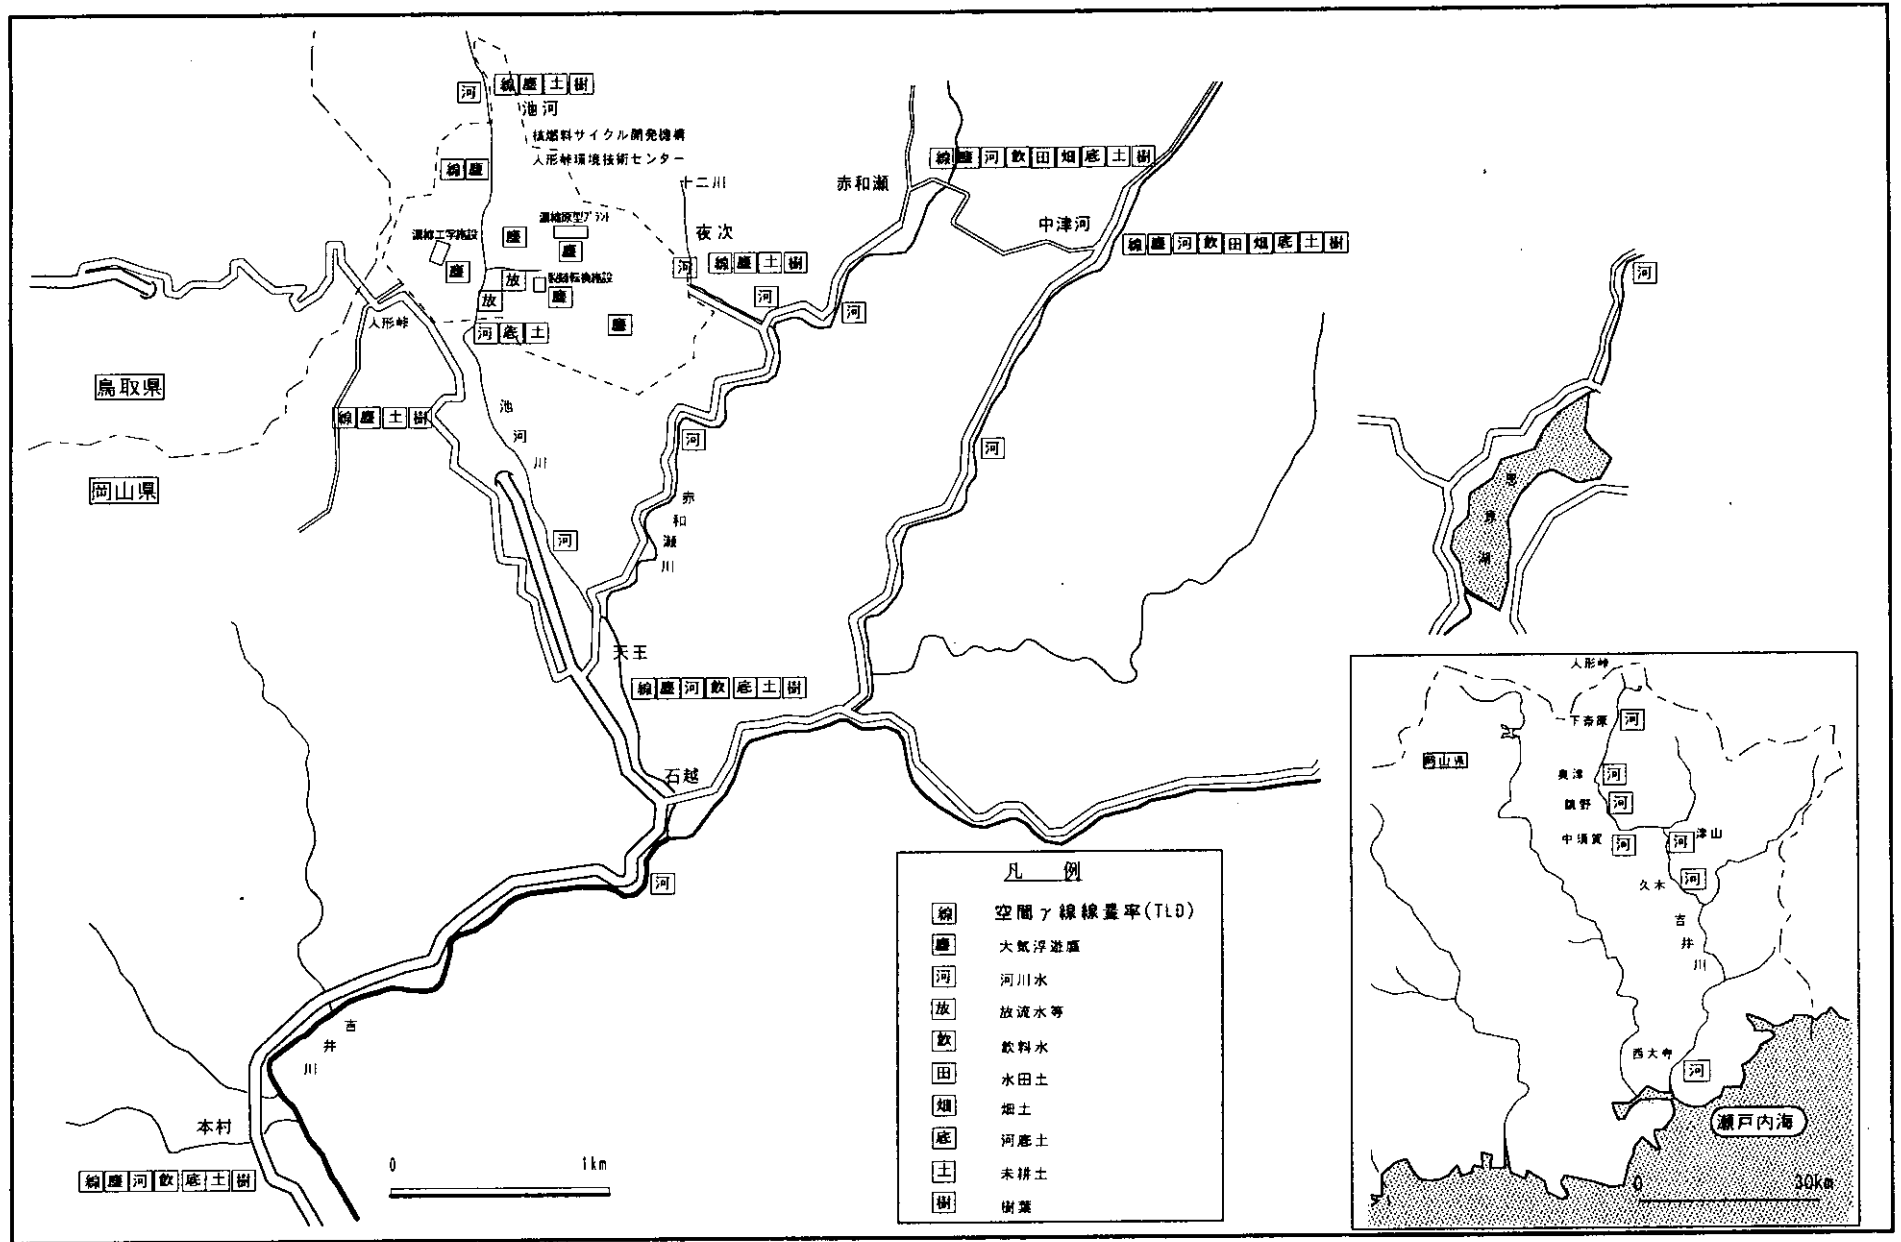 河
線 塵 土 樹
池河
核燃料サイクル開発機構
人形峠環境技術センター
線 塵
十二川
赤和瀬
線 塵 河 飲 田 畑 底 土 樹
濃縮原型プラント
濃縮工学施設
塵
塵
塵
夜次
中津河
線 塵 河 飲 田 畑 底 土 樹
河
線 塵 土 樹
放
製錬転換施設
放
塵
河
河
河
人形峠
河 底 土
塵
鳥取県
線 塵 土 樹
池河川
河
河
岡山県
赤和瀬川
河
天王
線 塵 河 飲 底 土 樹
石越
河
吉井川
本村
線 塵 河 飲 底 土 樹
0 1km
凡 例
線 空間γ線線量率(TLD)
塵 大気浮遊塵
河 河川水
放 放流水等
飲 飲料水
田 水田土
畑 畑土
底 河底土
土 未耕土
樹 樹葉
人形峠
下斎原 河
岡山県
奥津 河
河
中須賀 河
河 津山
久木 河
吉井川
西大寺
河
瀬戸内海
0 30km